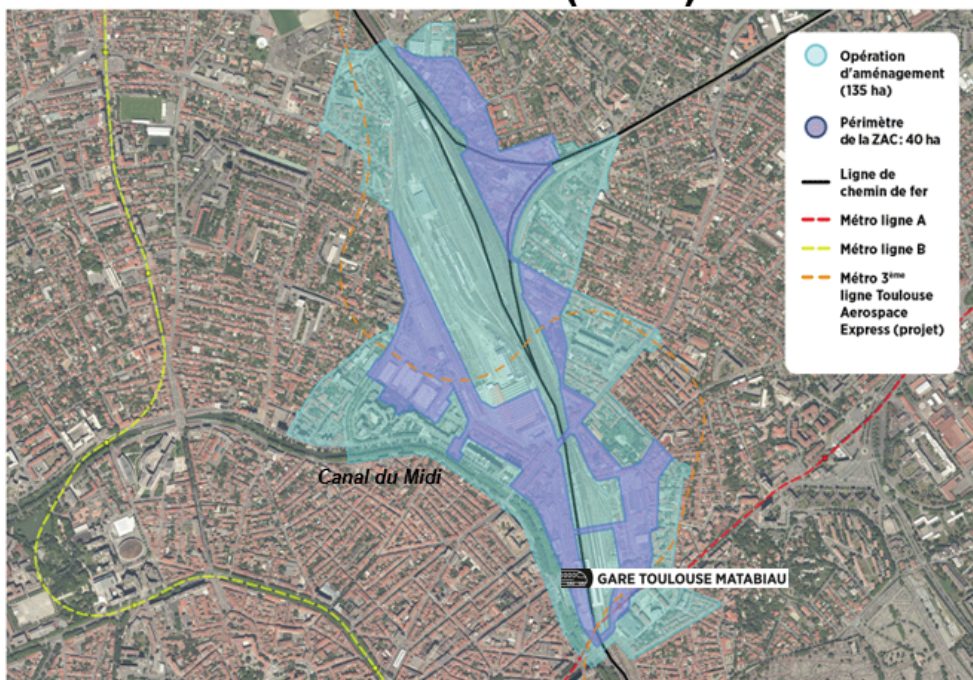 Opération
d'aménagement
(135 ha)
Périmètre
de la ZAC: 40 ha
Ligne de
chemin de fer
Métro ligne A
Métro ligne B
Métro 3ème
ligne Toulouse
Aerospace
Express (projet)
Canal du Midi
GARE TOULOUSE MATABIAU